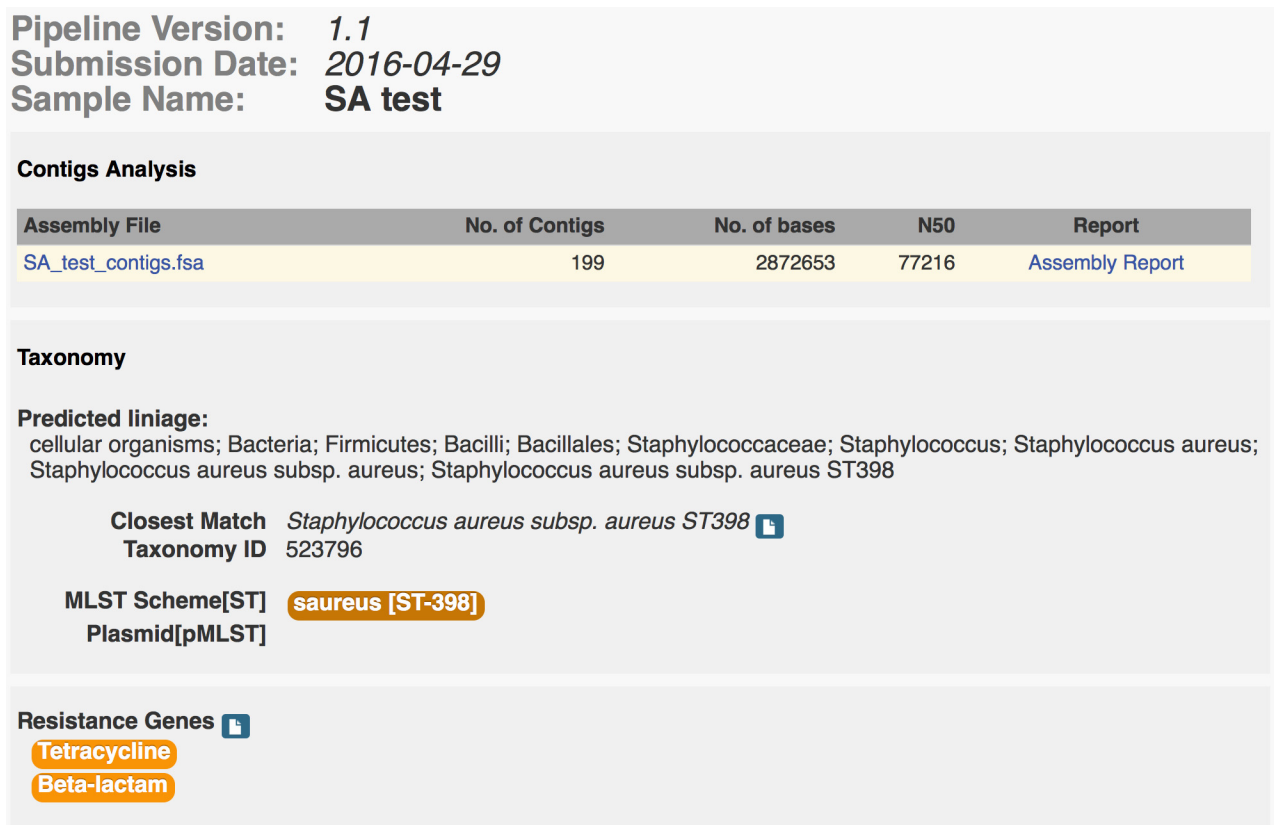 Pipeline Version: 1.1
Submission Date: 2016-04-29
Sample Name: SA test
Contigs Analysis
Assembly File No. of Contigs No. of bases N50 Report
SA_test_contigs.fsa 199 2872653 77216 Assembly Report
Taxonomy
Predicted liniage:
cellular organisms; Bacteria; Firmicutes; Bacilli; Bacillales; Staphylococcaceae; Staphylococcus; Staphylococcus aureus;
Staphylococcus aureus subsp. aureus; Staphylococcus aureus subsp. aureus ST398
Closest Match Staphylococcus aureus subsp. aureus ST398
Taxonomy ID 523796
MLST Scheme[ST] saureus [ST-398]
Plasmid[pMLST]
Resistance Genes
Tetracycline
Beta-lactam